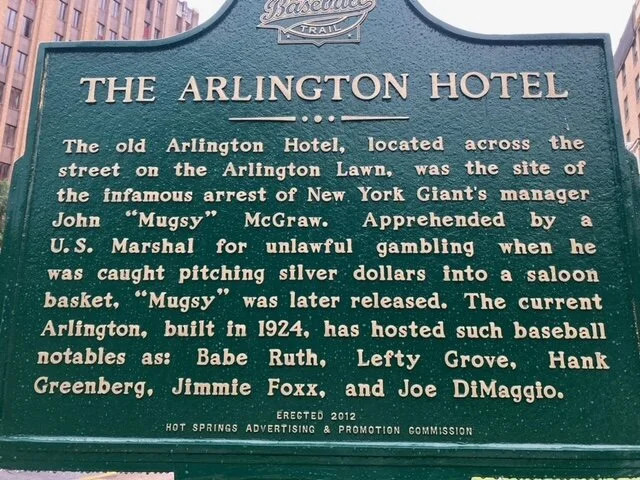 Baseball
TRAIL
THE ARLINGTON HOTEL
The old Arlington Hotel, located across the
street on the Arlington Lawn, was the site of
the infamous arrest of New York Giant's manager
John "Mugsy" McGraw. Apprehended by a
U.S. Marshal for unlawful gambling when he
was caught pitching silver dollars into a saloon
basket, "Mugsy" was later released. The current
Arlington, built in 1924, has hosted such baseball
notables as: Babe Ruth, Lefty Grove, Hank
Greenberg, Jimmie Foxx, and Joe DiMaggio.
ERECTED 2012
HOT SPRINGS ADVERTISING & PROMOTION COMMISSION